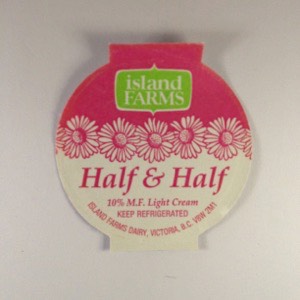 island
FARMS
Half & Half
10% M.F. Light Cream
KEEP REFRIGERATED
ISLAND FARMS DAIRY, VICTORIA, B.C. V8W 2M1